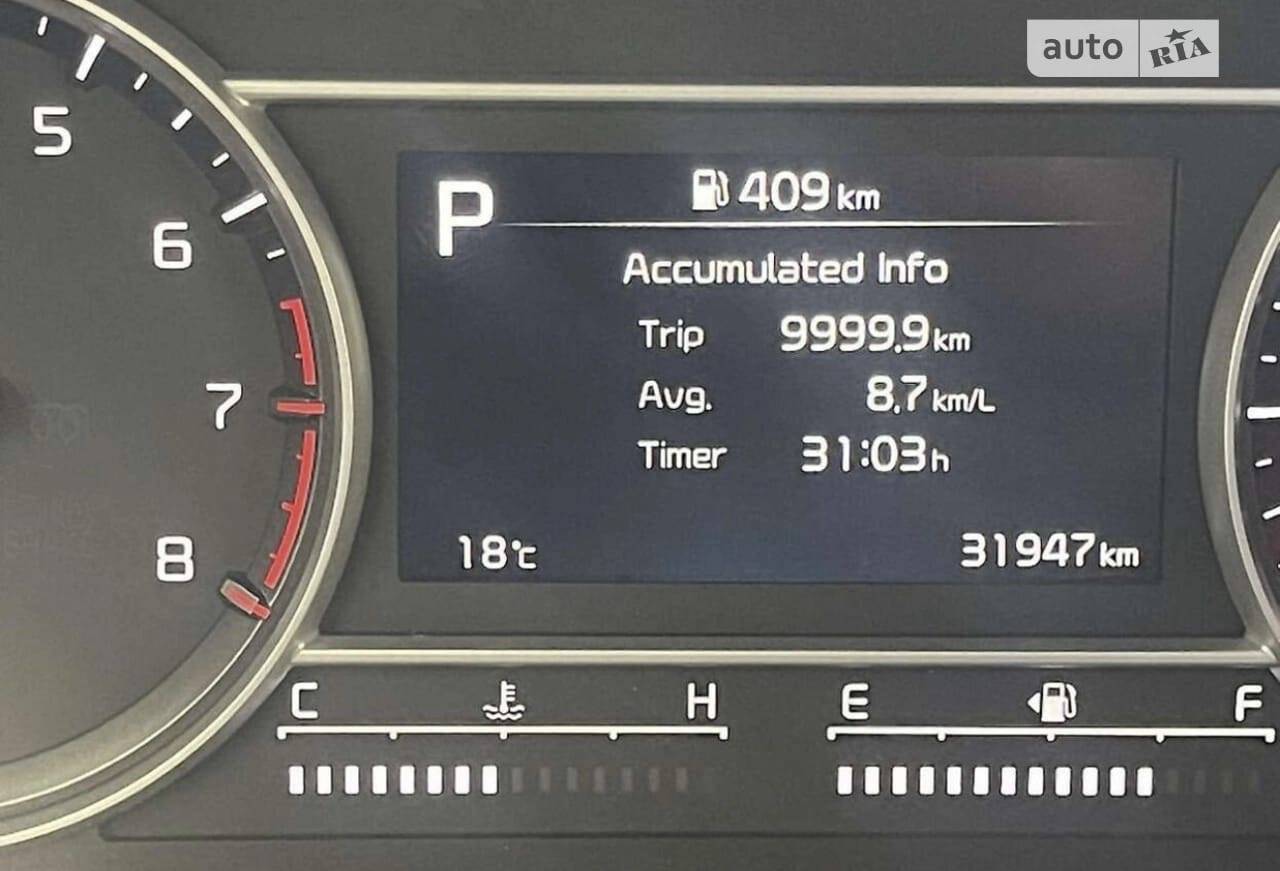 auto RIA
5
6
7
8
P
409 km
Accumulated Info
Trip 9999.9 km
Avg. 8.7 km/L
Timer 31:03 h
18°C 31947 km
C H E F